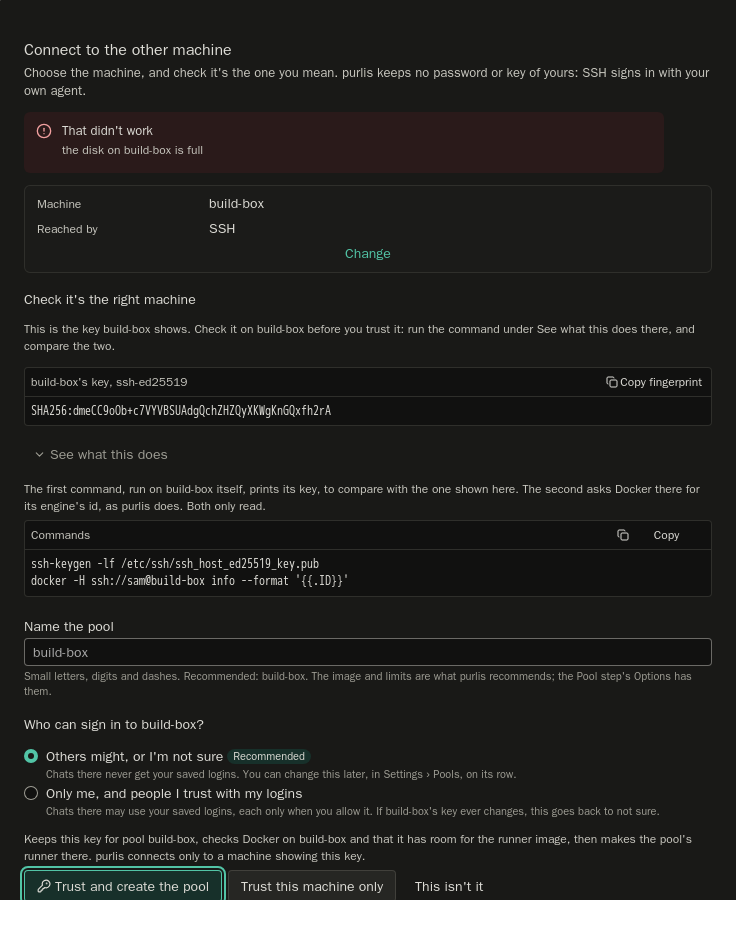 Connect to the other machine
Choose the machine, and check it's the one you mean. purlis keeps no password or key of yours: SSH signs in with your
own agent.
That didn't work
the disk on build-box is full
Machine build-box
Reached by SSH
Change
Check it's the right machine
This is the key build-box shows. Check it on build-box before you trust it: run the command under See what this does there, and
compare the two.
build-box's key, ssh-ed25519 Copy fingerprint
SHA256:dmeCC9oOb+c7VYVBSUAdgQchZHZQyXKWgKnGQxfh2rA
See what this does
The first command, run on build-box itself, prints its key, to compare with the one shown here. The second asks Docker there for
its engine's id, as purlis does. Both only read.
Commands Copy
ssh-keygen -lf /etc/ssh/ssh_host_ed25519_key.pub
docker -H ssh://sam@build-box info --format '{{.ID}}'
Name the pool
build-box
Small letters, digits and dashes. Recommended: build-box. The image and limits are what purlis recommends; the Pool step's Options has
them.
Who can sign in to build-box?
Others might, or I'm not sure Recommended
Chats there never get your saved logins. You can change this later, in Settings › Pools, on its row.
Only me, and people I trust with my logins
Chats there may use your saved logins, each only when you allow it. If build-box's key ever changes, this goes back to not sure.
Keeps this key for pool build-box, checks Docker on build-box and that it has room for the runner image, then makes the pool's
runner there. purlis connects only to a machine showing this key.
Trust and create the pool Trust this machine only This isn't it